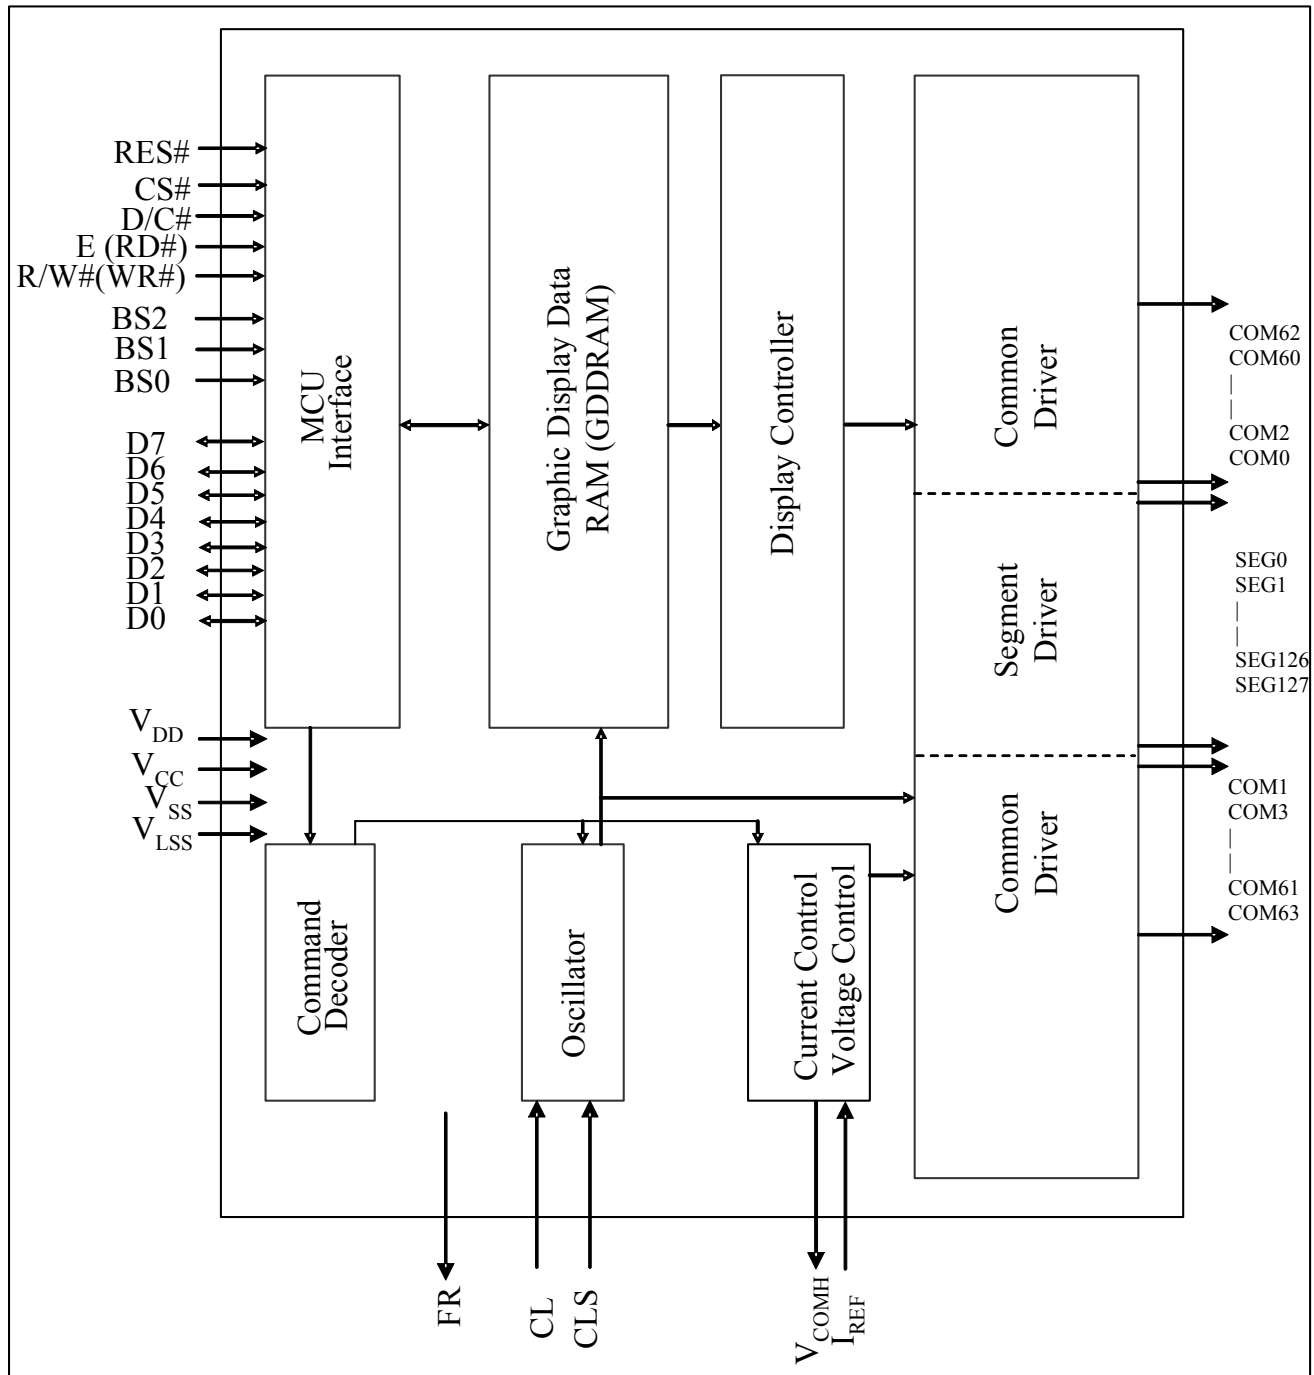 RES#
CS#
D/C#
E (RD#)
R/W#(WR#)
BS2
BS1
BS0
D7
D6
D5
D4
D3
D2
D1
D0
VDD
VCC
VSS
VLSS
MCU
Interface
Graphic Display Data
RAM (GDDRAM)
Display Controller
Common
Driver
Segment
Driver
Common
Driver
COM62
COM60
|
|
COM2
COM0
SEG0
SEG1
|
|
SEG126
SEG127
COM1
COM3
|
|
COM61
COM63
Command
Decoder
Oscillator
Current Control
Voltage Control
FR
CL
CLS
VCOMH
IREF